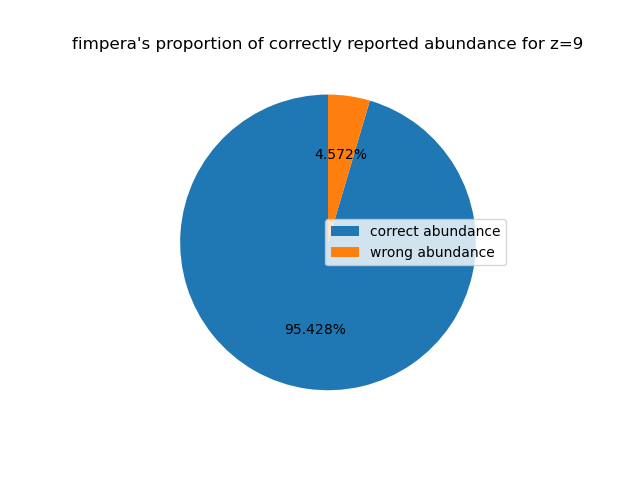 fimpera's proportion of correctly reported abundance for z=9
4.572%
correct abundance
wrong abundance
95.428%